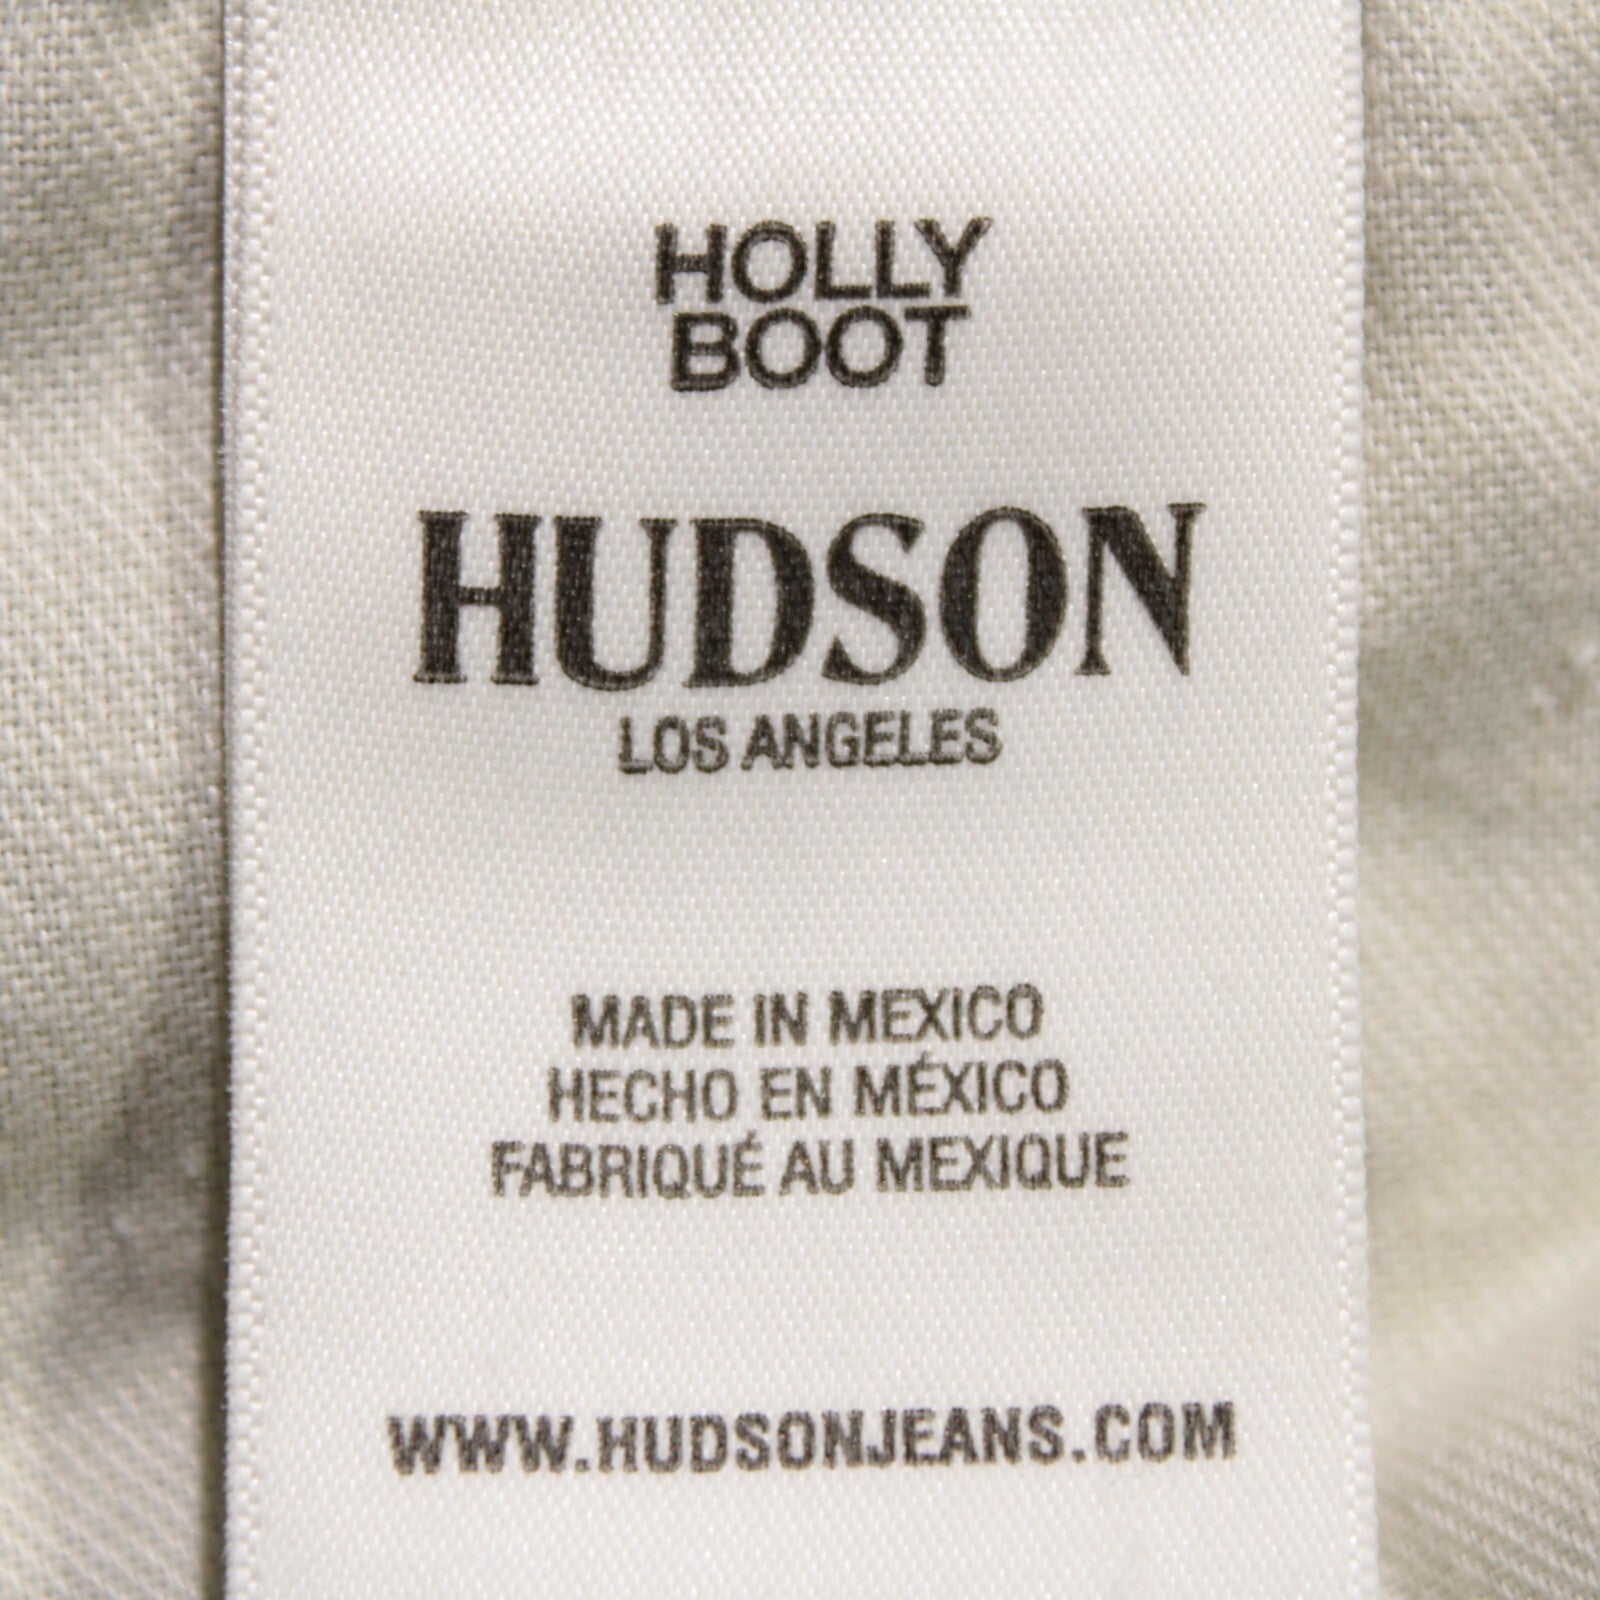 HOLLY
BOOT
HUDSON
LOS ANGELES
MADE IN MEXICO
HECHO EN MÉXICO
FABRIQUÉ AU MEXIQUE
WWW.HUDSONJEANS.COM